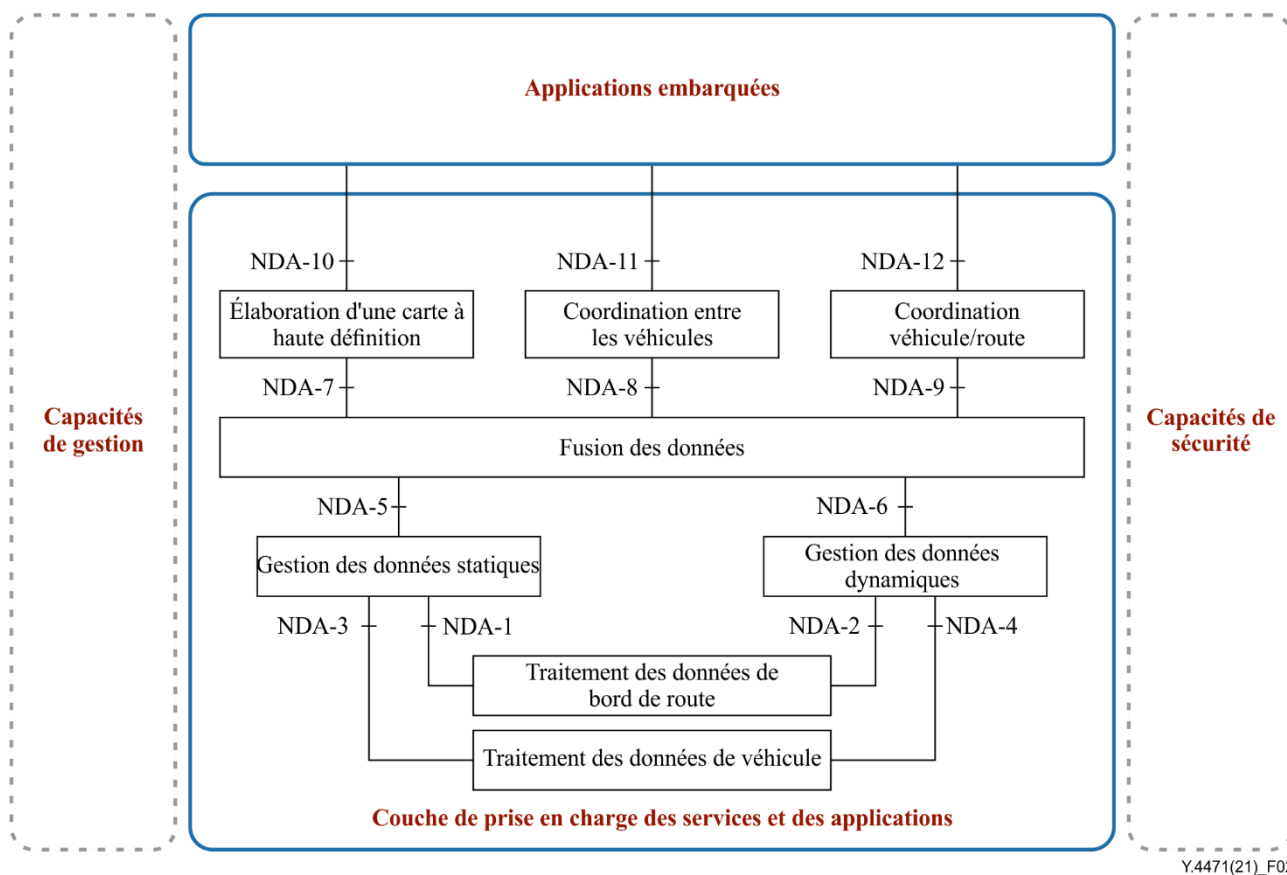 Applications embarquées
NDA-10
NDA-11
NDA-12
Élaboration d'une carte à
haute définition
Coordination entre
les véhicules
Coordination
véhicule/route
NDA-7
NDA-8
NDA-9
Capacités
de gestion
Capacités de
sécurité
Fusion des données
NDA-5
NDA-6
Gestion des données statiques
Gestion des données
dynamiques
NDA-3
NDA-1
NDA-2
NDA-4
Traitement des données de
bord de route
Traitement des données de véhicule
Couche de prise en charge des services et des applications
Y.4471(21)_F02